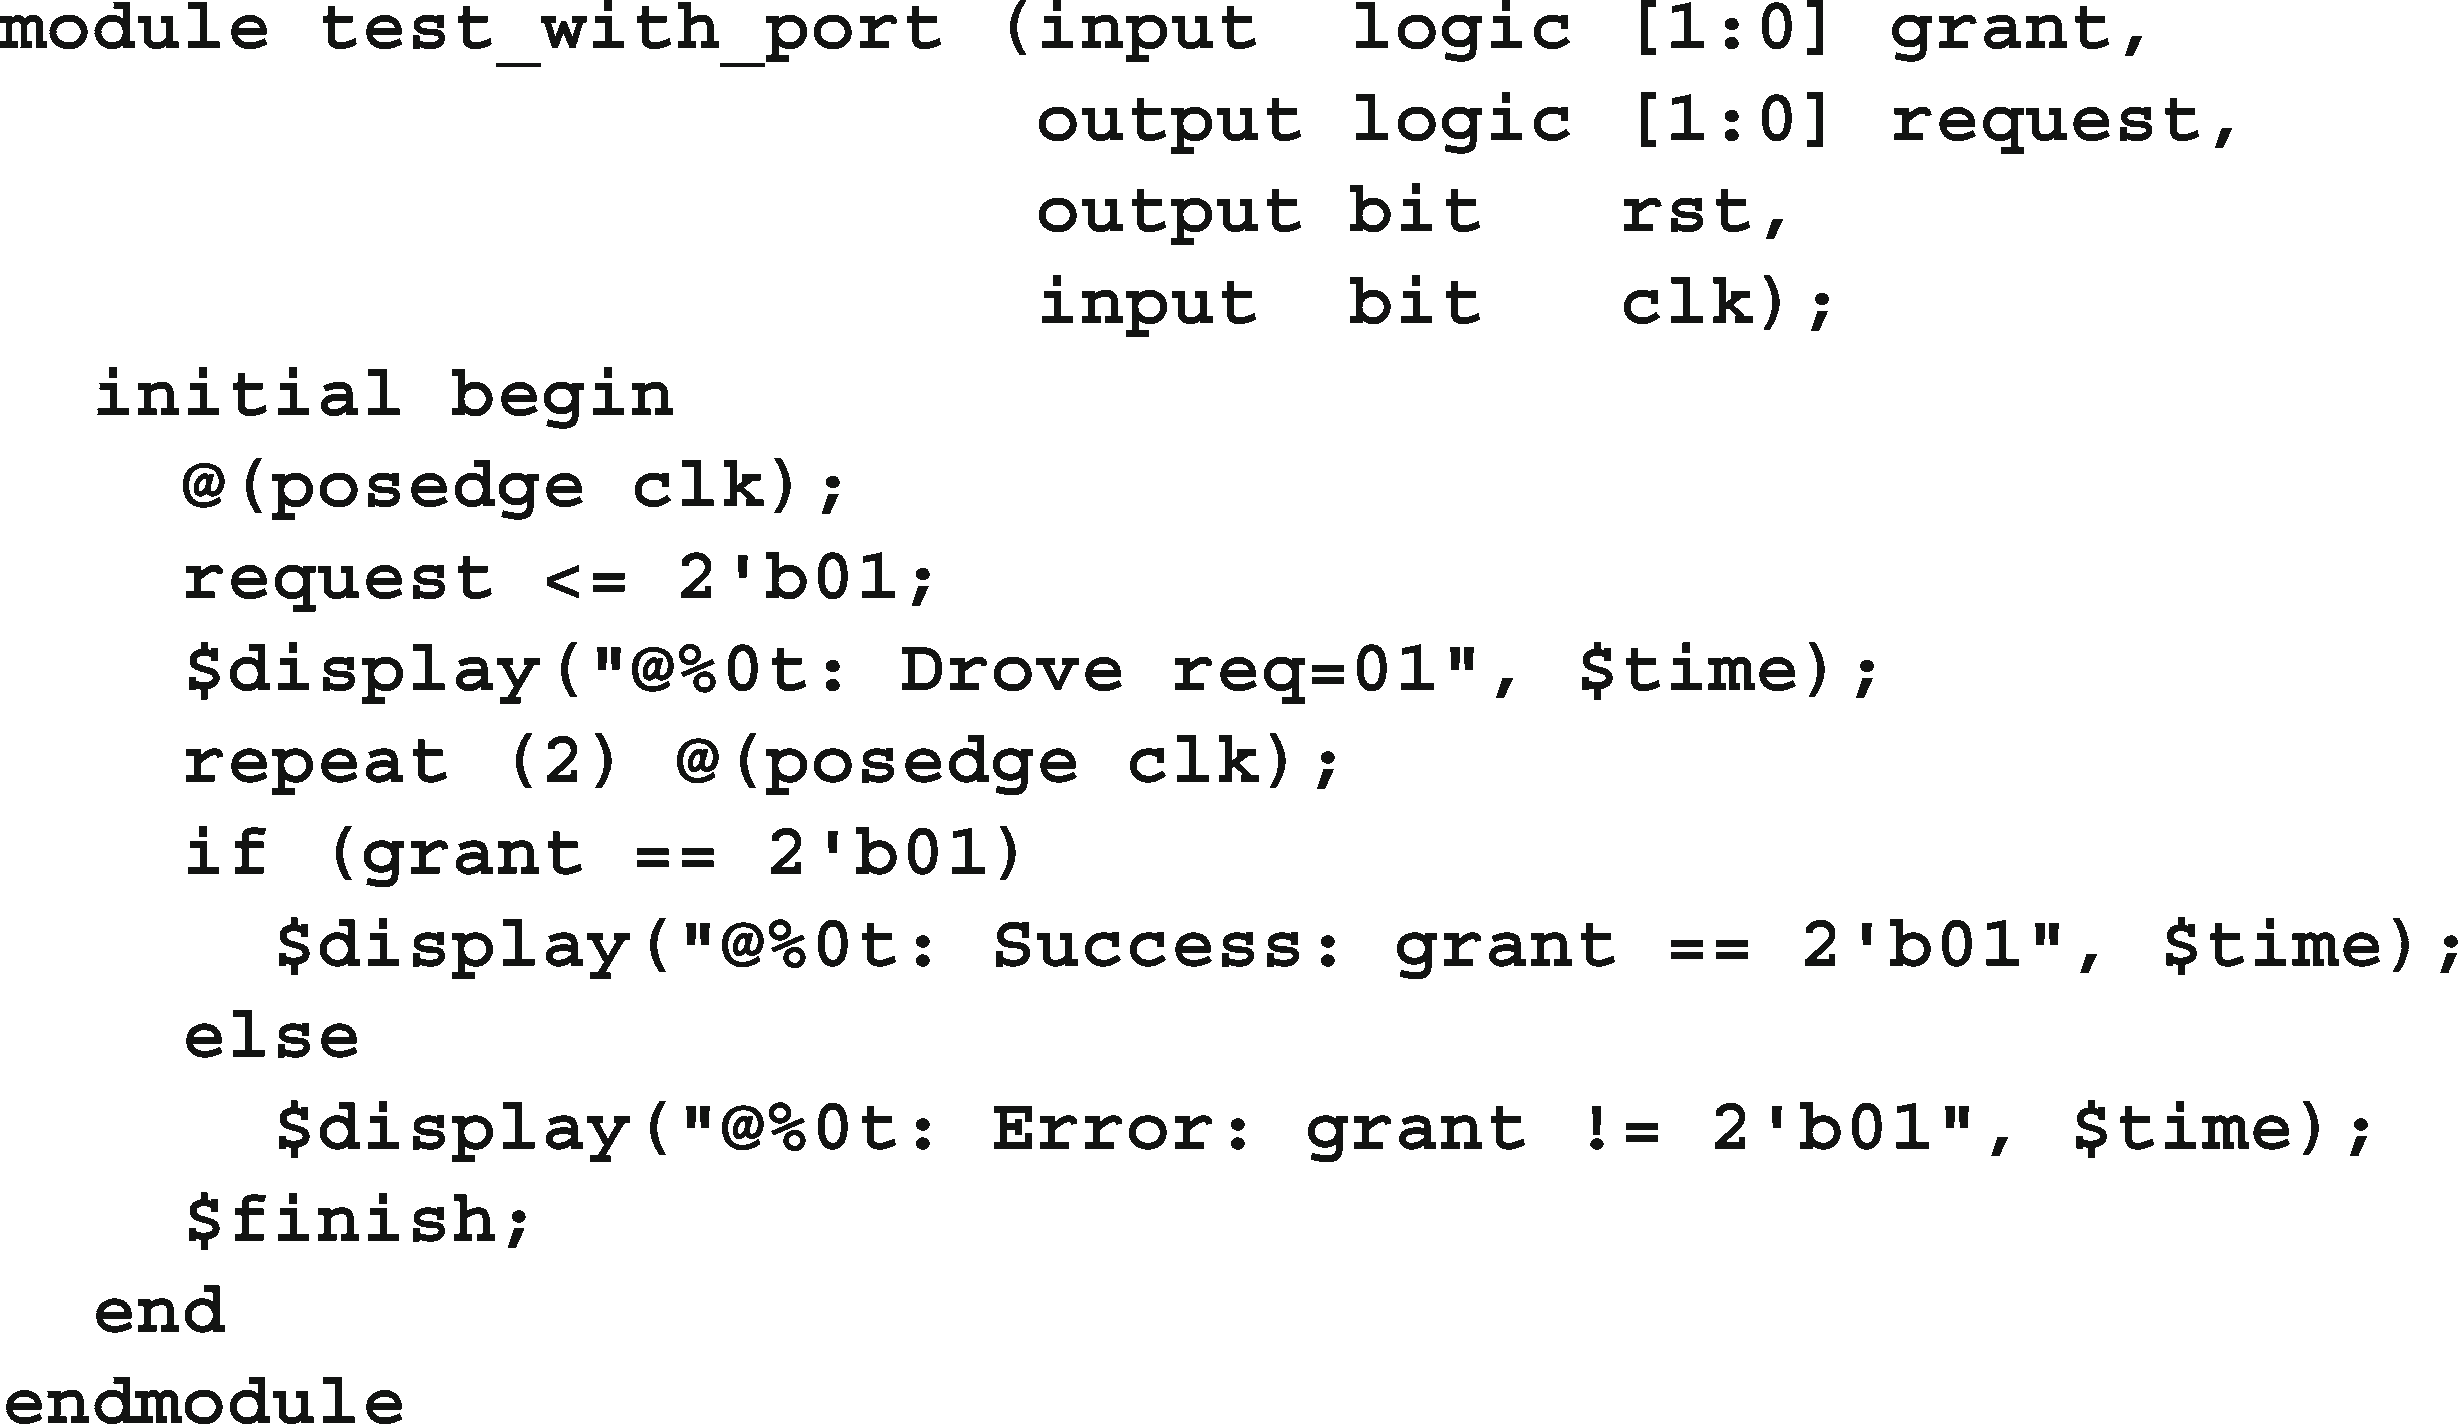 module test_with_port (input  logic [1:0] grant,
                       output logic [1:0] request,
                       output bit   rst,
                       input  bit   clk);
  initial begin
    @(posedge clk);
    request <= 2'b01;
    $display("@%0t: Drove req=01", $time);
    repeat (2) @(posedge clk);
    if (grant == 2'b01)
      $display("@%0t: Success: grant == 2'b01", $time);
    else
      $display("@%0t: Error: grant != 2'b01", $time);
    $finish;
  end
endmodule